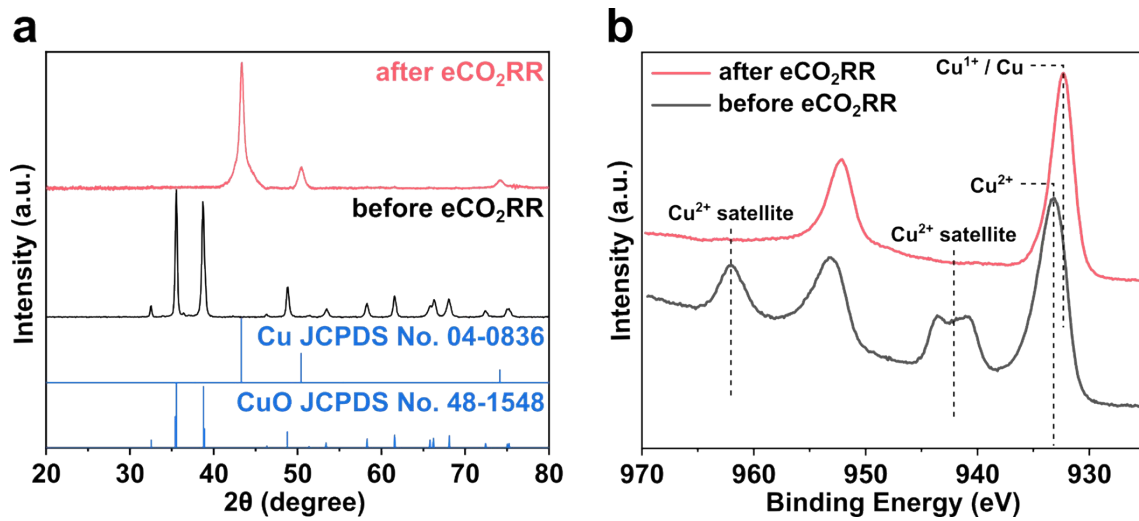 a
after eCO₂RR
before eCO₂RR
Cu JCPDS No. 04-0836
CuO JCPDS No. 48-1548
Intensity (a.u.)
20 30 40 50 60 70 80
2θ (degree)
b
after eCO₂RR
before eCO₂RR
Cu¹⁺ / Cu
Cu²⁺
Cu²⁺ satellite
Cu²⁺ satellite
Intensity (a.u.)
970 960 950 940 930
Binding Energy (eV)